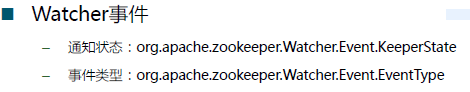 Watcher事件
通知状态：org.apache.zookeeper.Watcher.Event.KeeperState
事件类型：org.apache.zookeeper.Watcher.Event.EventType